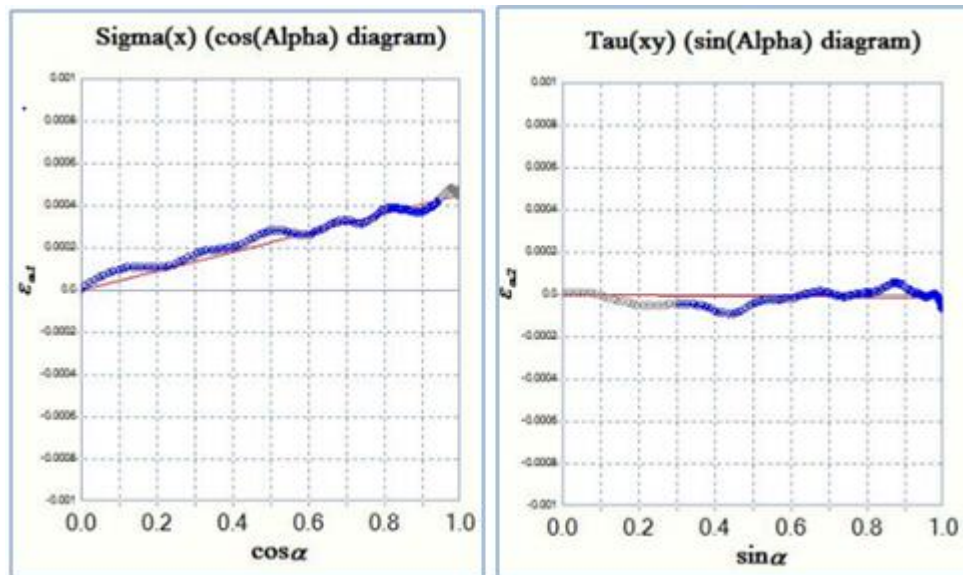 Sigma(x) (cos(Alpha) diagram)
0.001
0.0008
0.0006
0.0004
0.0002
0.0
-0.0002
-0.0004
-0.0006
-0.0008
-0.001
εα1
0.0 0.2 0.4 0.6 0.8 1.0
cosα
Tau(xy) (sin(Alpha) diagram)
0.001
0.0008
0.0006
0.0004
0.0002
0.0
-0.0002
-0.0004
-0.0006
-0.0008
-0.001
εα2
0.0 0.2 0.4 0.6 0.8 1.0
sinα